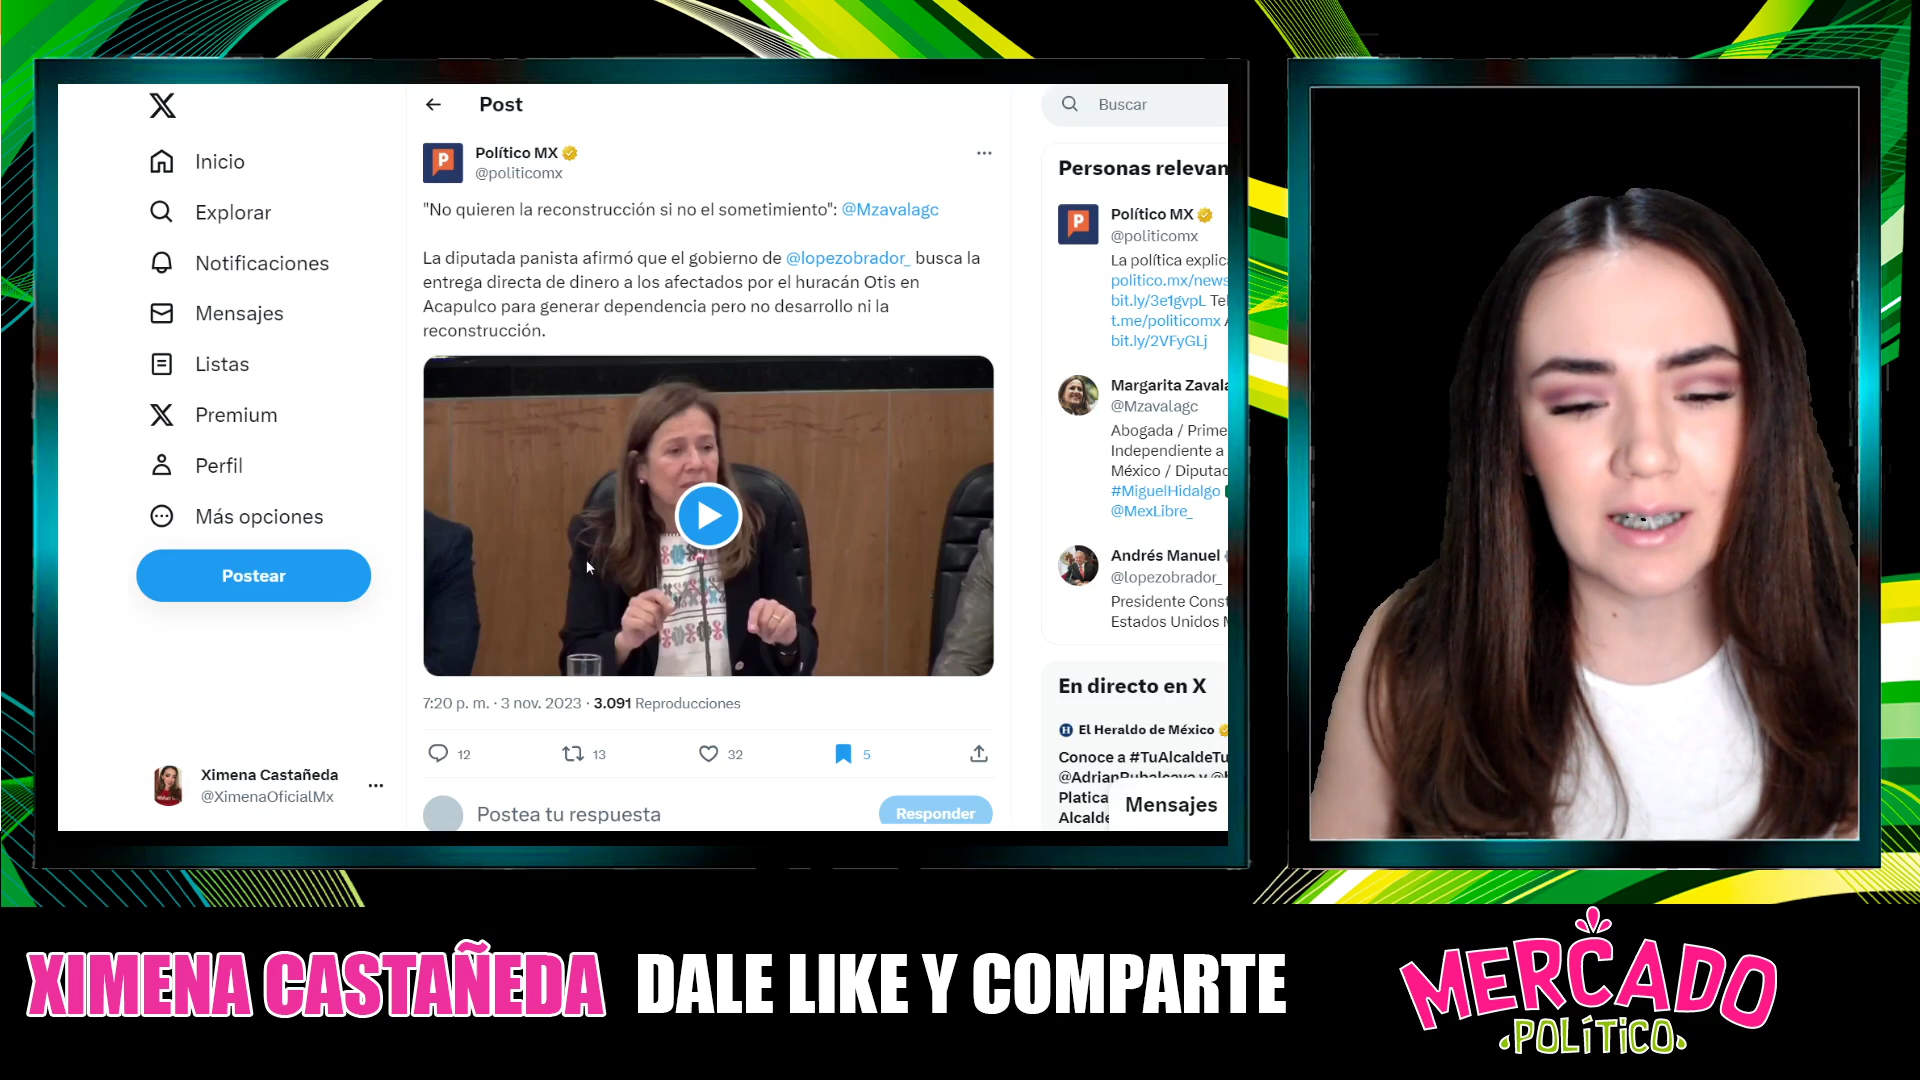 Inicio
Explorar
Notificaciones
Mensajes
Listas
Premium
Perfil
Más opciones
Postear
Ximena Castañeda
@XimenaOficialMx
Post
Político MX
@politicomx
"No quieren la reconstrucción si no el sometimiento": @Mzavalagc
La diputada panista afirmó que el gobierno de @lopezobrador_ busca la
entrega directa de dinero a los afectados por el huracán Otis en
Acapulco para generar dependencia pero no desarrollo ni la
reconstrucción.
7:20 p. m. · 3 nov. 2023 · 3.091 Reproducciones
12
13
32
5
Postea tu respuesta
Responder
Buscar
Personas relevan
Político MX
@politicomx
La política explic
politico.mx/news
bit.ly/3e1gvpL Tel
t.me/politicomx
bit.ly/2VFyGLj
Margarita Zavala
@Mzavalagc
Abogada / Prime
Independiente a
México / Diputad
#MiguelHidalgo
@MexLibre_
Andrés Manuel
@lopezobrador_
Presidente Const
Estados Unidos
En directo en X
El Heraldo de México
Conoce a #TuAlcaldeTu
@AdrianRubalcava y
Platica
Alcalde
Mensajes
XIMENA CASTAÑEDA
DALE LIKE Y COMPARTE
MERCADO
POLÍTICO